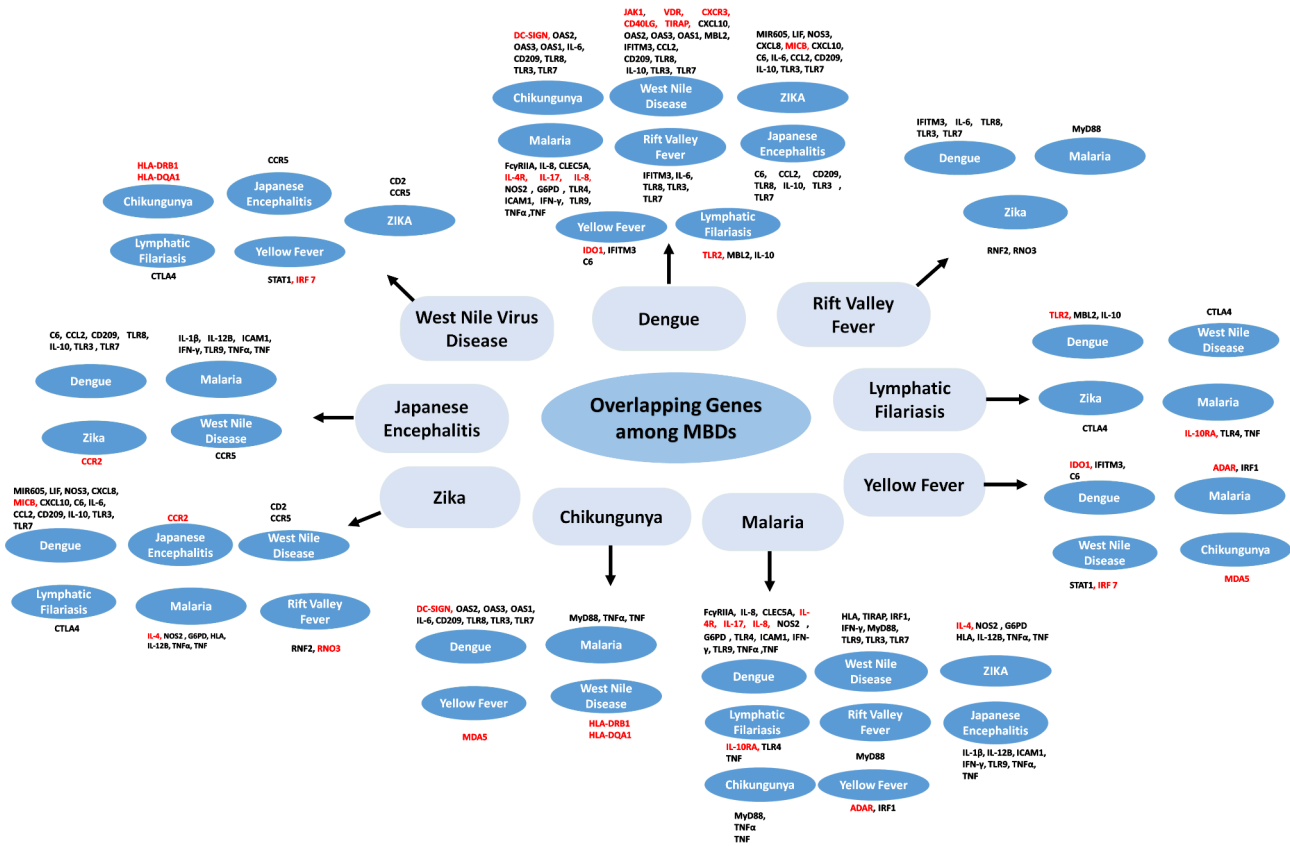 JAK1, VDR, CXCR3,
CD40LG, TIRAP, CXCL10,
OAS2, OAS3, OAS1, MBL2,
IFITM3, CCL2,
CD209, TLR8,
IL-10, TLR3, TLR7
DC-SIGN, OAS2,
OAS3, OAS1, IL-6,
CD209, TLR8,
TLR3, TLR7
MIR605, LIF, NOS3,
CXCL8, MICB, CXCL10,
C6, IL-6, CCL2, CD209,
IL-10, TLR3, TLR7
Chikungunya
West Nile
Disease
ZIKA
Malaria
Rift Valley
Fever
Japanese
Encephalitis
FcγRIIA, IL-8, CLEC5A,
IL-4R, IL-17, IL-8,
NOS2 , G6PD , TLR4,
ICAM1, IFN-γ, TLR9,
TNFα ,TNF
IFITM3, IL-6,
TLR8, TLR3,
TLR7
C6, CCL2, CD209,
TLR8, IL-10, TLR3 ,
TLR7
Yellow Fever
Lymphatic
Filariasis
IDO1, IFITM3
C6
TLR2, MBL2, IL-10
Dengue
HLA-DRB1
HLA-DQA1
CCR5
CD2
CCR5
Chikungunya
Japanese
Encephalitis
ZIKA
Lymphatic
Filariasis
Yellow Fever
CTLA4
STAT1, IRF 7
West Nile Virus
Disease
IFITM3, IL-6, TLR8,
TLR3, TLR7
MyD88
Dengue
Malaria
Zika
RNF2, RNO3
Rift Valley
Fever
C6, CCL2, CD209, TLR8,
IL-10, TLR3 , TLR7
IL-1β, IL-12B, ICAM1,
IFN-γ, TLR9, TNFα, TNF
Dengue
Malaria
Zika
West Nile
Disease
CCR2
CCR5
Japanese
Encephalitis
Overlapping Genes
among MBDs
TLR2, MBL2, IL-10
CTLA4
Dengue
West Nile
Disease
Lymphatic
Filariasis
Zika
Malaria
CTLA4
IL-10RA, TLR4, TNF
MIR605, LIF, NOS3, CXCL8,
MICB, CXCL10, C6, IL-6,
CCL2, CD209, IL-10, TLR3,
TLR7
CCR2
CD2
CCR5
Dengue
Japanese
Encephalitis
West Nile
Disease
Lymphatic
Filariasis
Malaria
Rift Valley
Fever
CTLA4
IL-4, NOS2 , G6PD, HLA,
IL-12B, TNFα, TNF
RNF2, RNO3
Zika
Yellow Fever
IDO1, IFITM3,
C6
ADAR, IRF1
Dengue
Malaria
West Nile
Disease
Chikungunya
STAT1, IRF 7
MDA5
Chikungunya
DC-SIGN, OAS2, OAS3, OAS1,
IL-6, CD209, TLR8, TLR3, TLR7
MyD88, TNFα, TNF
Dengue
Malaria
Yellow Fever
West Nile
Disease
MDA5
HLA-DRB1
HLA-DQA1
Malaria
FcγRIIA, IL-8, CLEC5A, IL-
4R, IL-17, IL-8, NOS2 ,
G6PD , TLR4, ICAM1, IFN-
γ, TLR9, TNFα ,TNF
HLA, TIRAP, IRF1,
IFN-γ, MyD88,
TLR9, TLR3, TLR7
IL-4, NOS2 , G6PD
HLA, IL-12B, TNFα, TNF
Dengue
West Nile
Disease
ZIKA
Lymphatic
Filariasis
Rift Valley
Fever
Japanese
Encephalitis
IL-10RA, TLR4
TNF
MyD88
IL-1β, IL-12B, ICAM1,
IFN-γ, TLR9, TNFα,
TNF
Chikungunya
Yellow Fever
MyD88,
TNFα
TNF
ADAR, IRF1